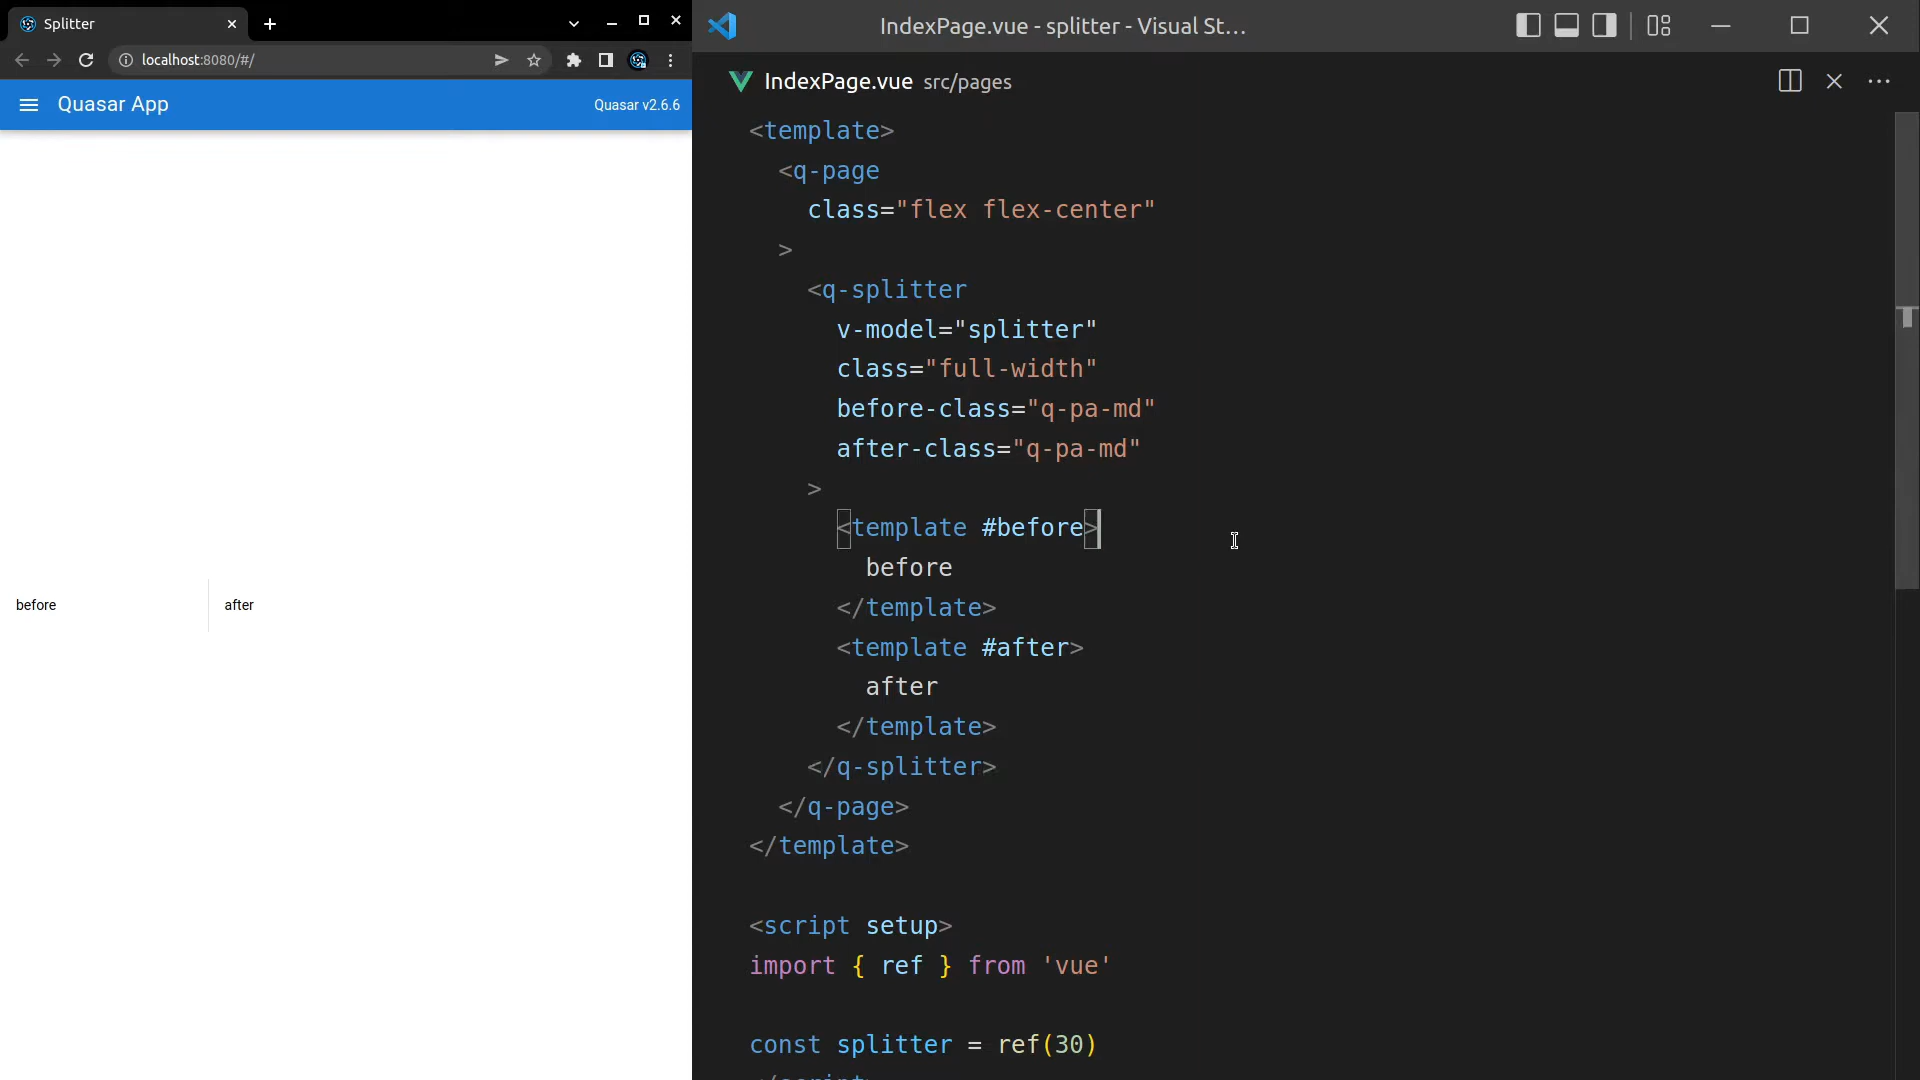 Splitter
localhost:8080/#/
Quasar App
Quasar v2.6.6
before
after
IndexPage.vue - splitter - Visual St...
IndexPage.vue src/pages
<template>
<q-page
class="flex flex-center"
>
<q-splitter
v-model="splitter"
class="full-width"
before-class="q-pa-md"
after-class="q-pa-md"
>
<template #before>
before
</template>
<template #after>
after
</template>
</q-splitter>
</q-page>
</template>
<script setup>
import { ref } from 'vue'
const splitter = ref(30)